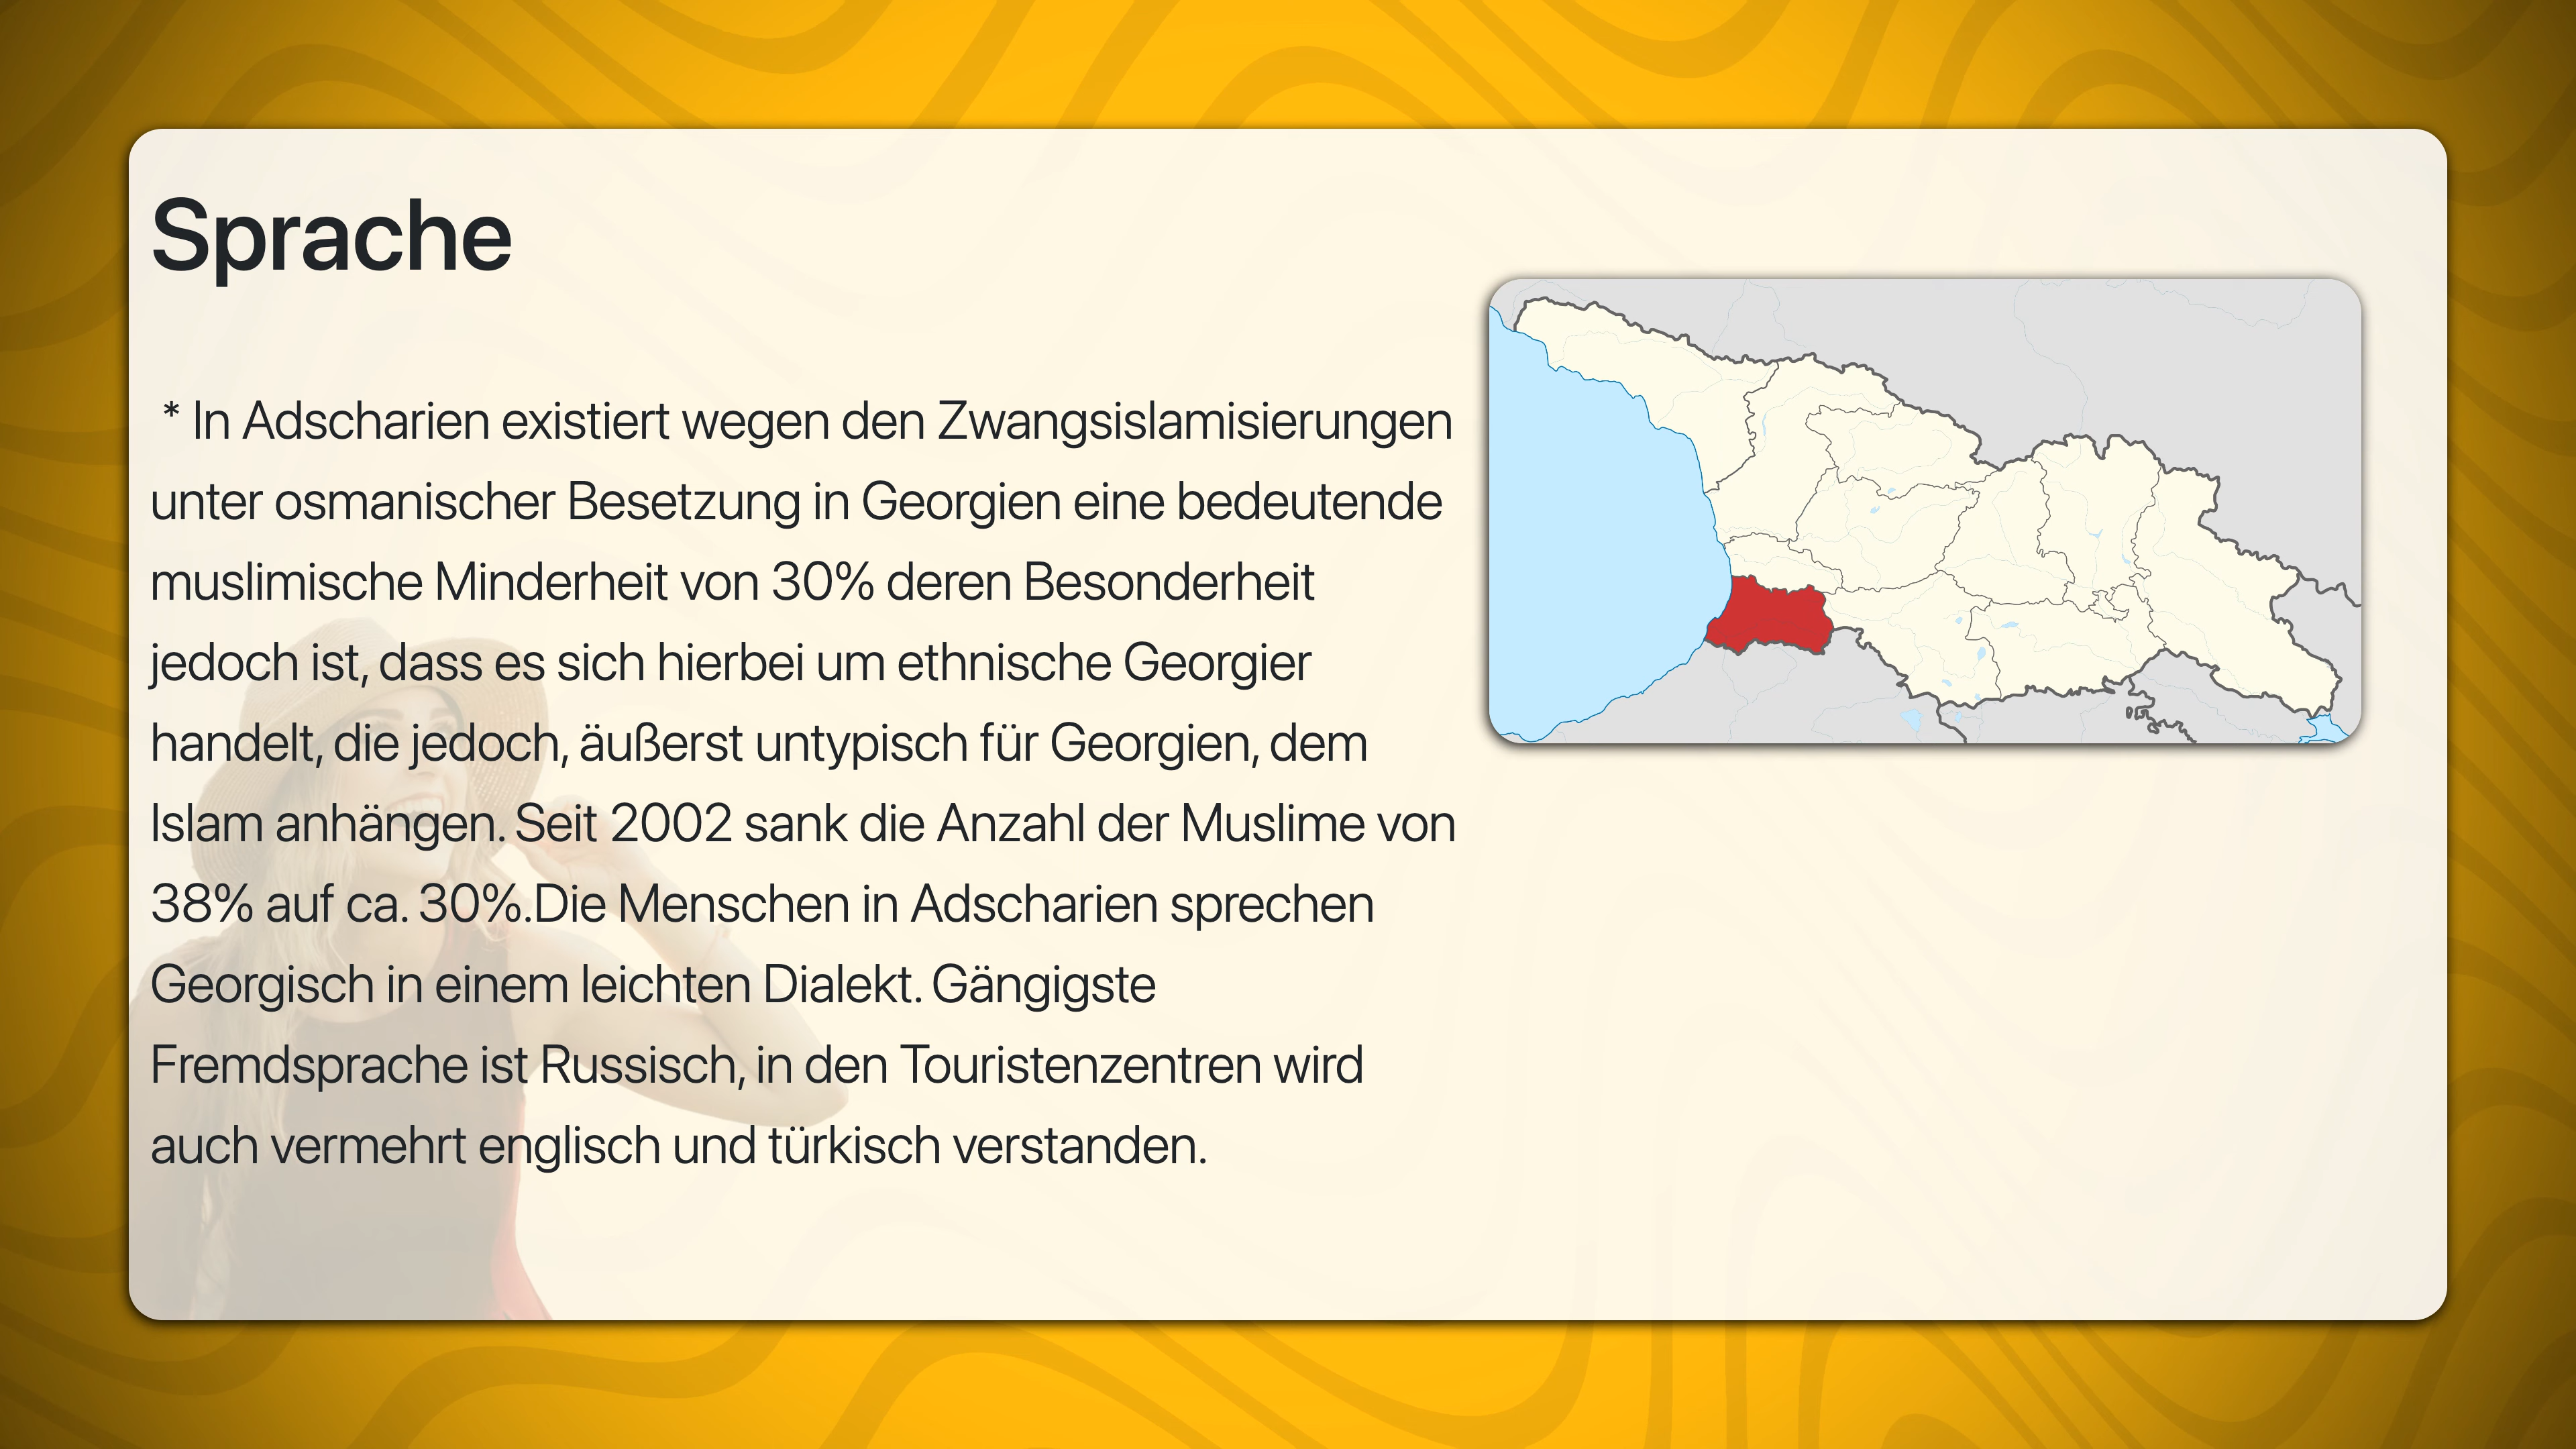 Sprache
* In Adscharien existiert wegen den Zwangsislamisierungen
unter osmanischer Besetzung in Georgien eine bedeutende
muslimische Minderheit von 30% deren Besonderheit
jedoch ist, dass es sich hierbei um ethnische Georgier
handelt, die jedoch, äußerst untypisch für Georgien, dem
Islam anhängen. Seit 2002 sank die Anzahl der Muslime von
38% auf ca. 30%.Die Menschen in Adscharien sprechen
Georgisch in einem leichten Dialekt. Gängigste
Fremdsprache ist Russisch, in den Touristenzentren wird
auch vermehrt englisch und türkisch verstanden.